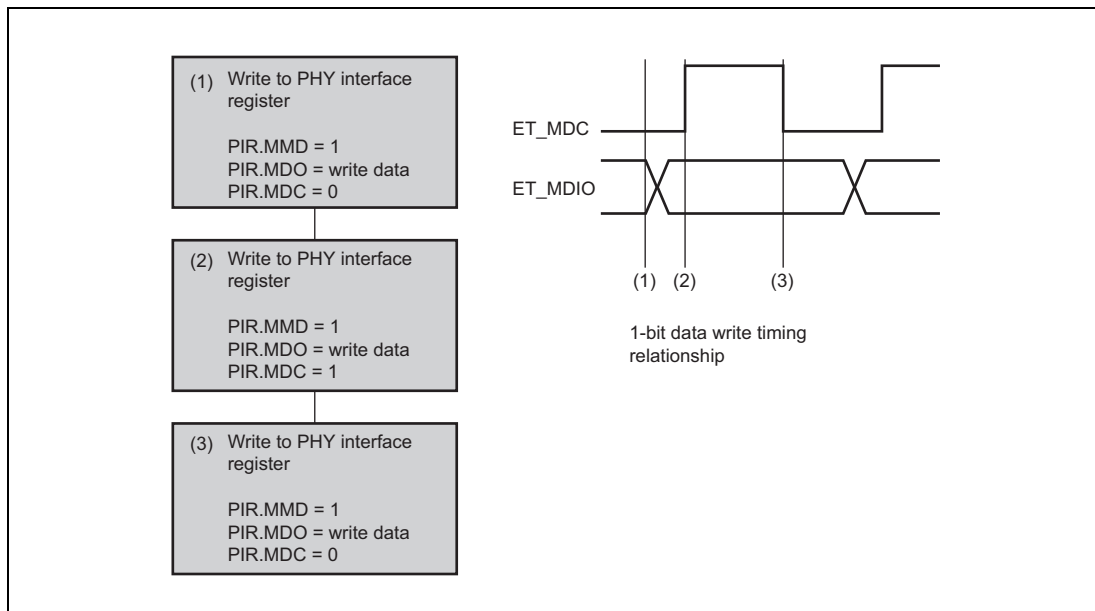 (1) Write to PHY interface
register
PIR.MMD = 1
PIR.MDO = write data
PIR.MDC = 0
(2) Write to PHY interface
register
PIR.MMD = 1
PIR.MDO = write data
PIR.MDC = 1
(3) Write to PHY interface
register
PIR.MMD = 1
PIR.MDO = write data
PIR.MDC = 0
ET_MDC
ET_MDIO
(1) (2) (3)
1-bit data write timing
relationship